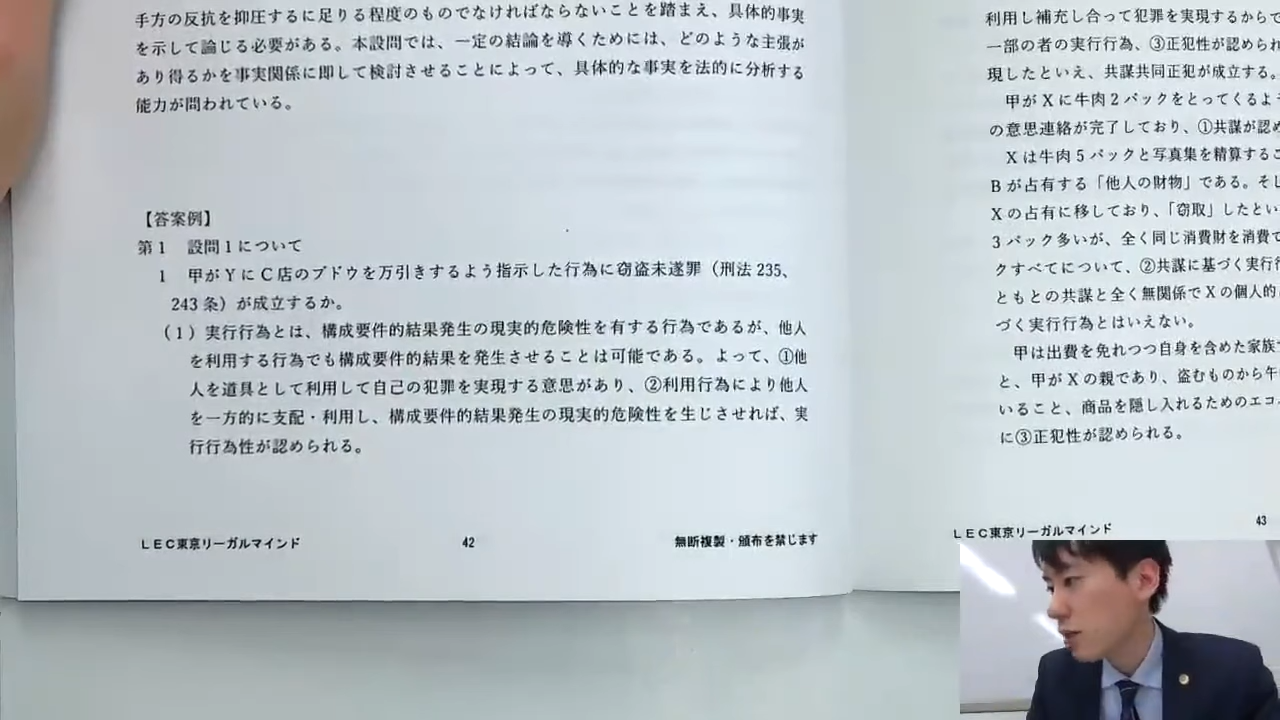 手方の反抗を抑圧するに足りる程度のものでなければならないことを踏まえ、具体的事実
を示して論じる必要がある。本設問では、一定の結論を導くためには、どのような主張が
あり得るかを事実関係に即して検討させることによって、具体的な事実を法的に分析する
能力が問われている。
【答案例】
第1 設問1について
1 甲がYにC店のブドウを万引きするよう指示した行為に窃盗未遂罪（刑法235、
243条）が成立するか。
（1）実行行為とは、構成要件的結果発生の現実的危険性を有する行為であるが、他人
を利用する行為でも構成要件的結果を発生させることは可能である。よって、①他
人を道具として利用して自己の犯罪を実現する意思があり、②利用行為により他人
を一方的に支配・利用し、構成要件的結果発生の現実的危険性を生じさせれば、実
行行為性が認められる。
LEC東京リーガルマインド 42 無断複製・頒布を禁じます
利用し補充し合って犯罪を実現するからで
一部の者の実行行為、③正犯性が認められ
現したといえ、共謀共同正犯が成立する。
甲がXに牛肉2パックをとってくるよ
の意思連絡が完了しており、①共謀が認め
Xは牛肉5パックと写真集を精算するこ
Bが占有する「他人の財物」である。そし
Xの占有に移しており、「窃取」したとい
3パック多いが、全く同じ消費財を消費で
クすべてについて、②共謀に基づく実行行
ともとの共謀と全く無関係でXの個人的
づく実行行為とはいえない。
甲は出費を免れつつ自身を含めた家族
と、甲がXの親であり、盗むものから午
いること、商品を隠し入れるためのエコ
に③正犯性が認められる。
LEC東京リーガルマインド 43